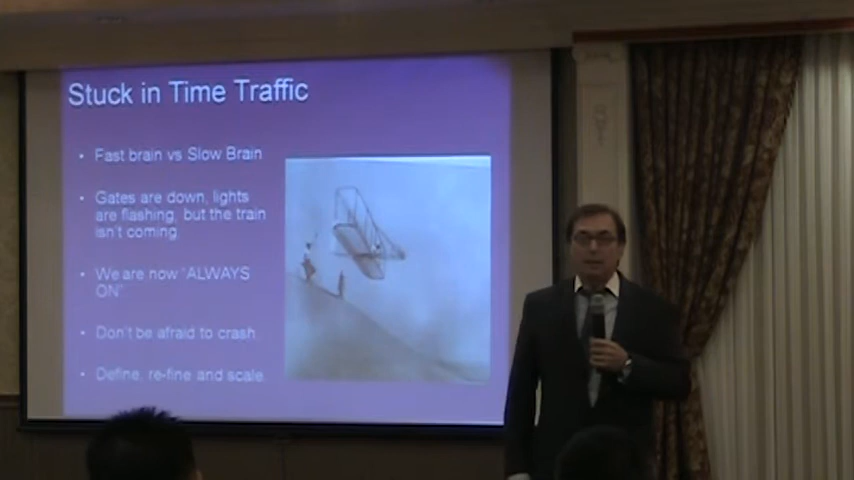 Stuck in Time Traffic
• Fast brain vs Slow Brain
• Gates are down, lights
are flashing, but the train
isn't coming
• We are now "ALWAYS
ON"
• Don't be afraid to crash
• Define, re-fine and scale